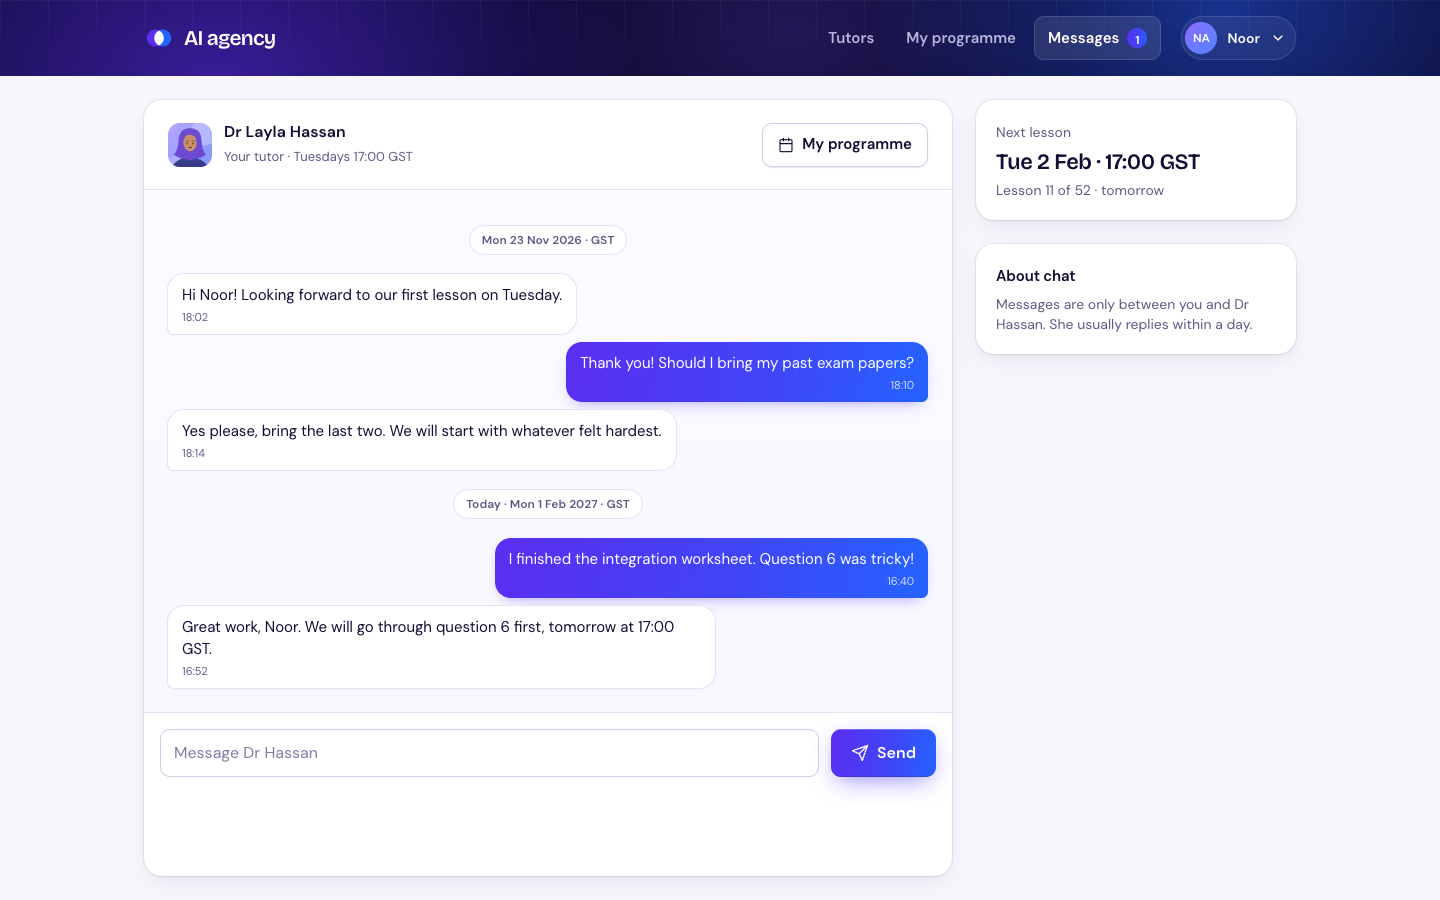 AI agency
Tutors
My programme
Messages 1
NA Noor
Dr Layla Hassan
Your tutor · Tuesdays 17:00 GST
My programme
Mon 23 Nov 2026 · GST
Hi Noor! Looking forward to our first lesson on Tuesday.
18:02
Thank you! Should I bring my past exam papers?
18:10
Yes please, bring the last two. We will start with whatever felt hardest.
18:14
Today · Mon 1 Feb 2027 · GST
I finished the integration worksheet. Question 6 was tricky!
16:40
Great work, Noor. We will go through question 6 first, tomorrow at 17:00
GST.
16:52
Message Dr Hassan
Send
Next lesson
Tue 2 Feb · 17:00 GST
Lesson 11 of 52 · tomorrow
About chat
Messages are only between you and Dr
Hassan. She usually replies within a day.